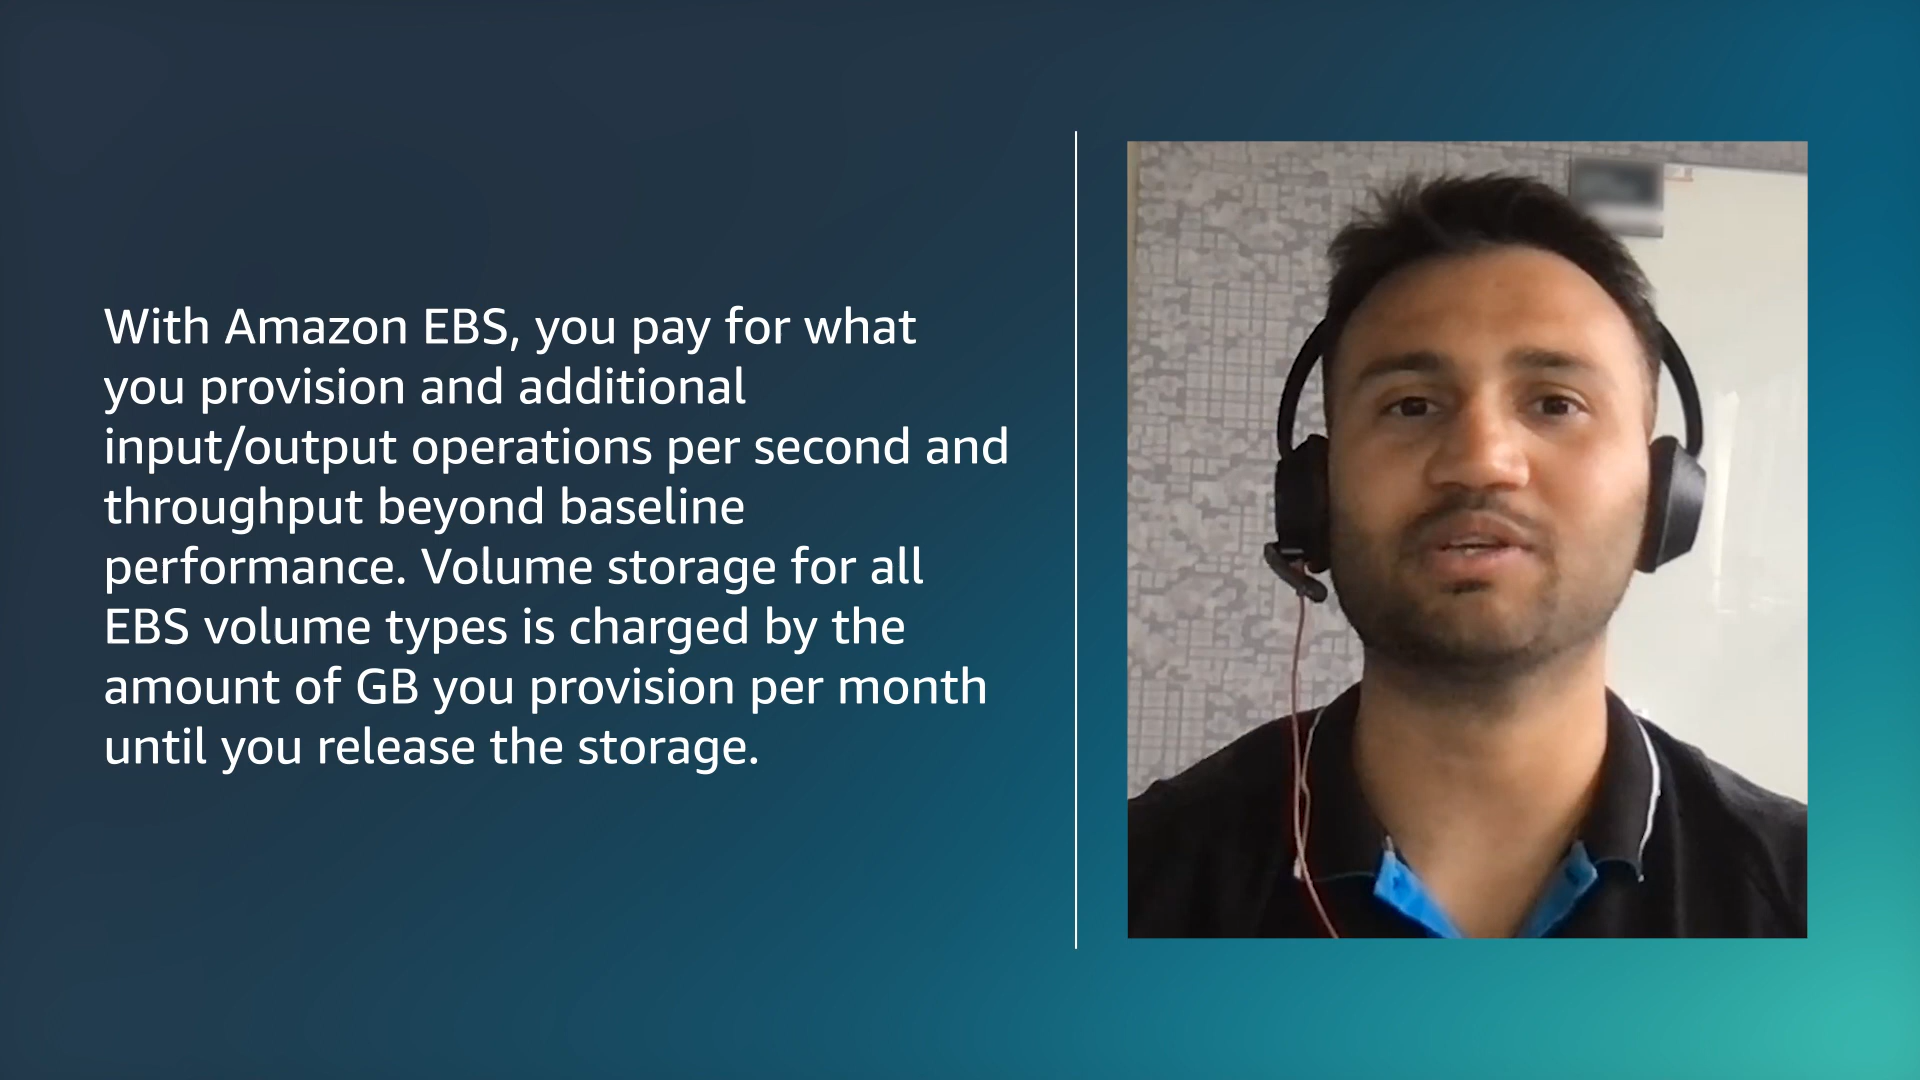 With Amazon EBS, you pay for what
you provision and additional
input/output operations per second and
throughput beyond baseline
performance. Volume storage for all
EBS volume types is charged by the
amount of GB you provision per month
until you release the storage.